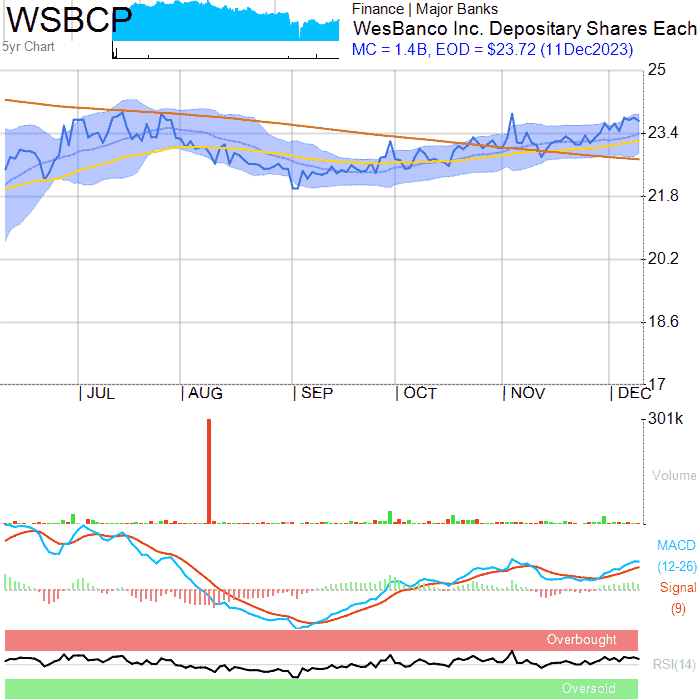 WSBCP
5yr Chart
Finance | Major Banks
WesBanco Inc. Depositary Shares Each
MC = 1.4B, EOD = $23.72 (11Dec2023)
25
23.4
21.8
20.2
18.6
17
| JUL | AUG | SEP | OCT | NOV | DEC
301k
Volume
MACD
(12-26)
Signal
(9)
Overbought
RSI(14)
Oversold